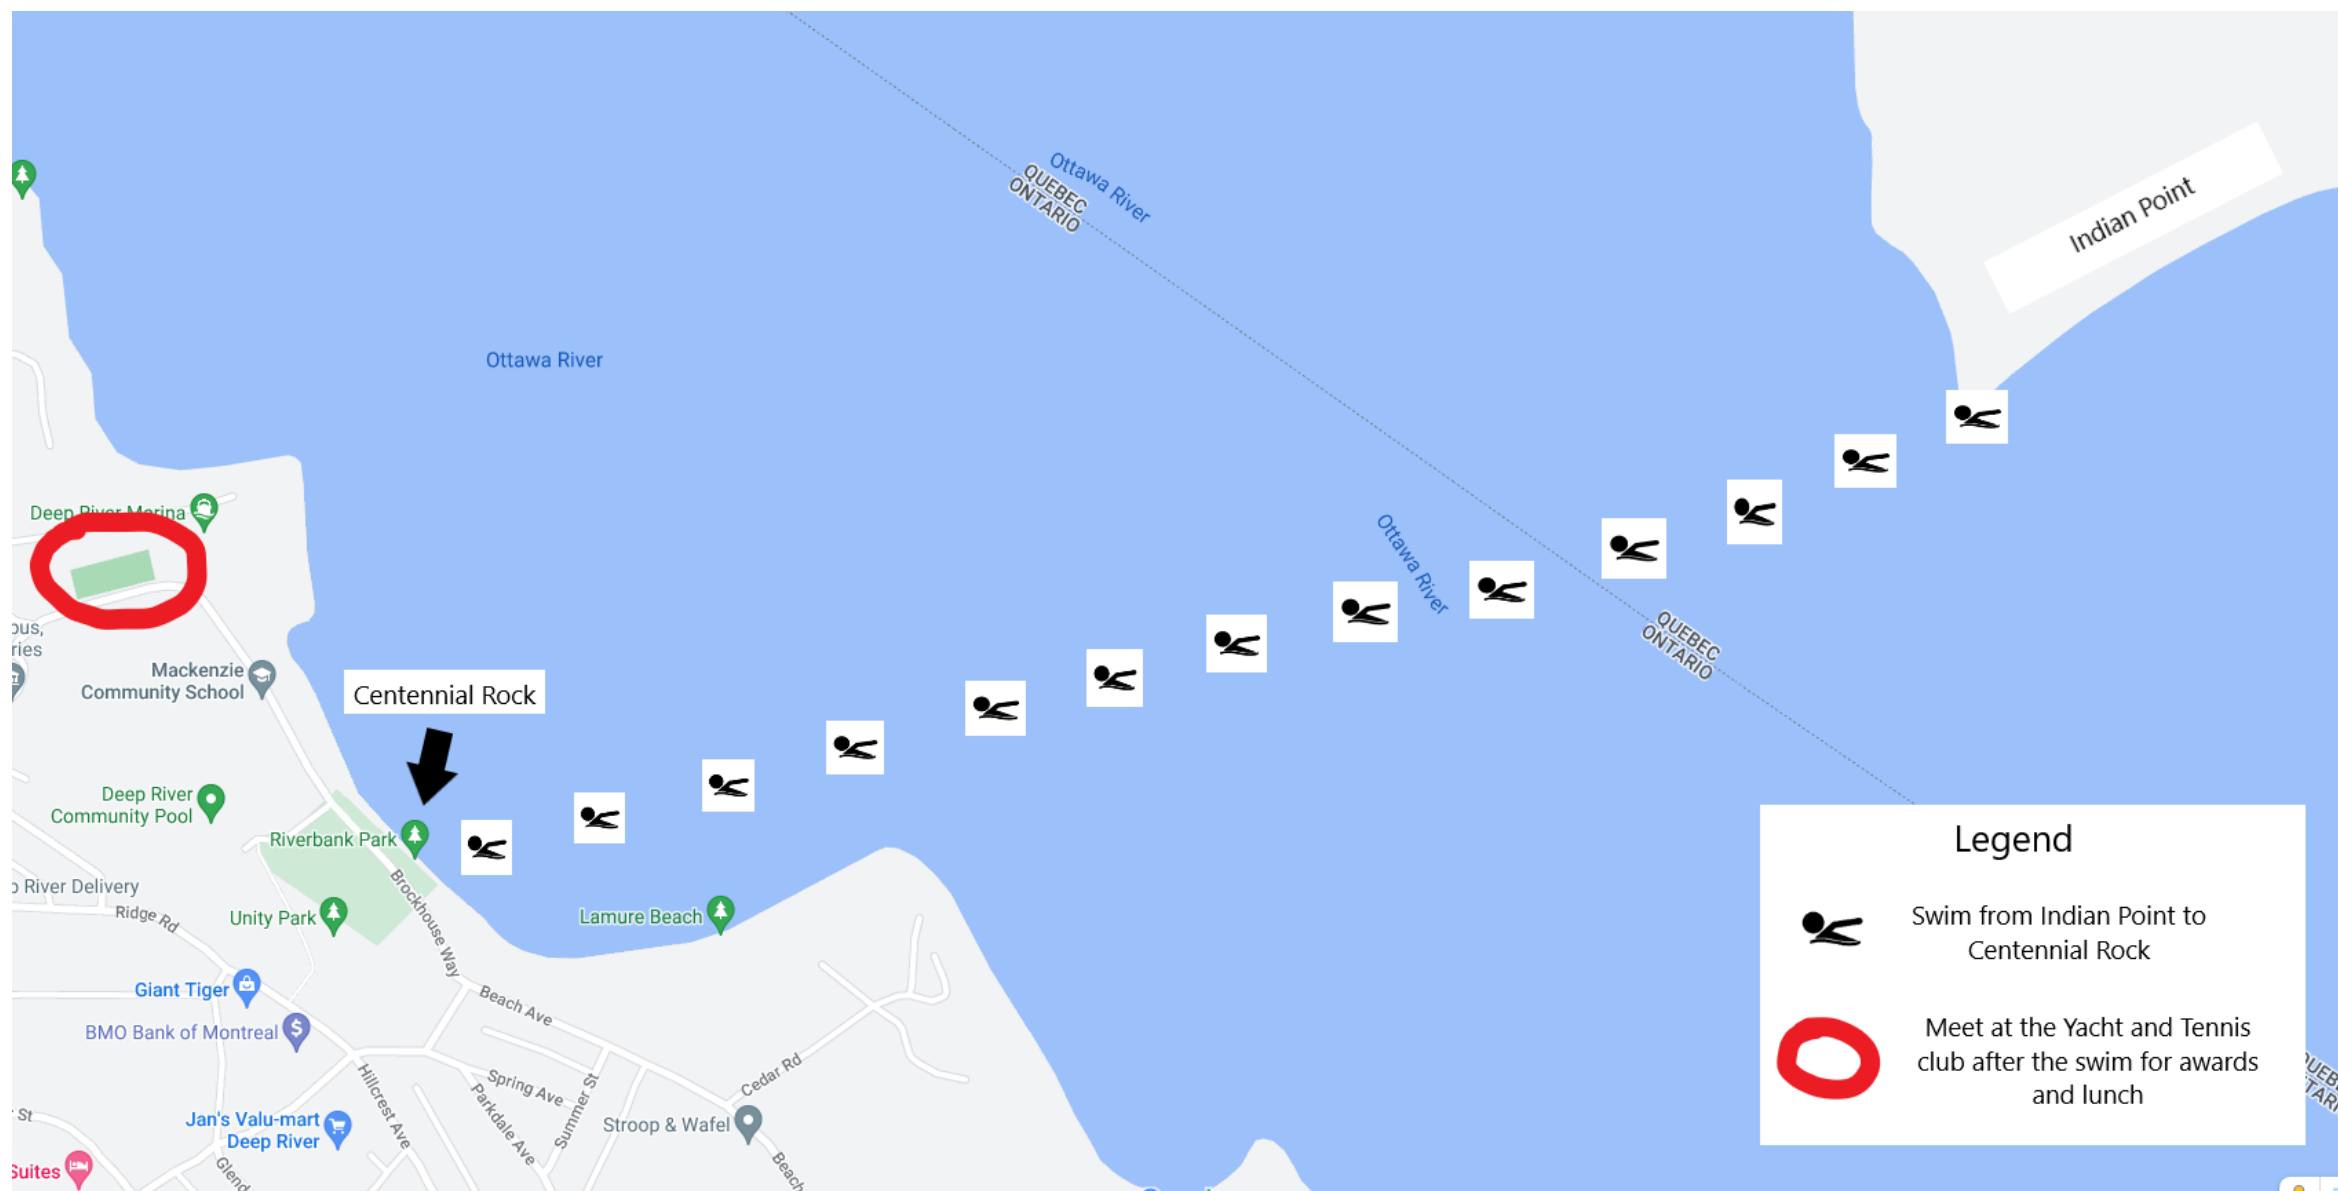 Ottawa River
QUEBEC
ONTARIO
Indian Point
Ottawa River
Deep River Marina
Ottawa River
QUEBEC
ONTARIO
Mackenzie
Community School
Centennial Rock
Deep River
Community Pool
Riverbank Park
River Delivery
Ridge Rd
Brockhouse Way
Unity Park
Lamure Beach
Giant Tiger
BMO Bank of Montreal
$
Beach Ave
Spring Ave
Summer St
Parkdale Ave
Hillcrest Ave
Cedar Rd
Stroop & Wafel
Beach
St
Jan's Valu-mart
Deep River
Suites
Glend
Legend
Swim from Indian Point to
Centennial Rock
Meet at the Yacht and Tennis
club after the swim for awards
and lunch